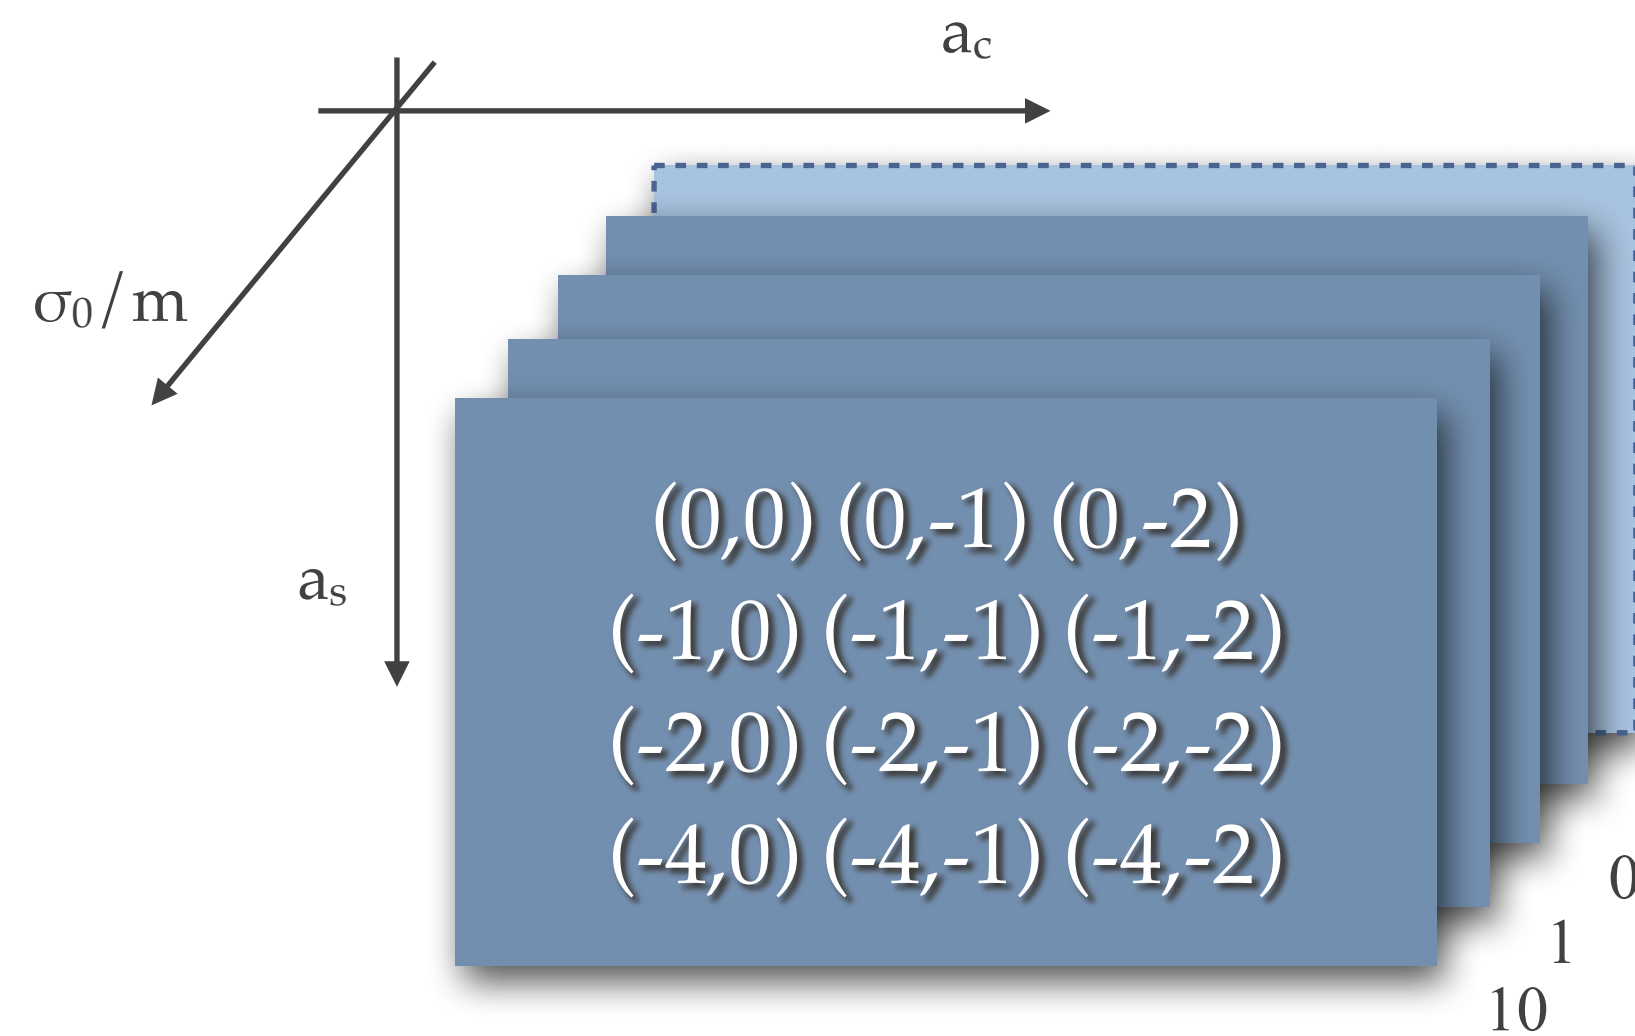 a_c
σ_0/m
a_s
(0,0) (0,-1) (0,-2)
(-1,0) (-1,-1) (-1,-2)
(-2,0) (-2,-1) (-2,-2)
(-4,0) (-4,-1) (-4,-2)
0
1
10